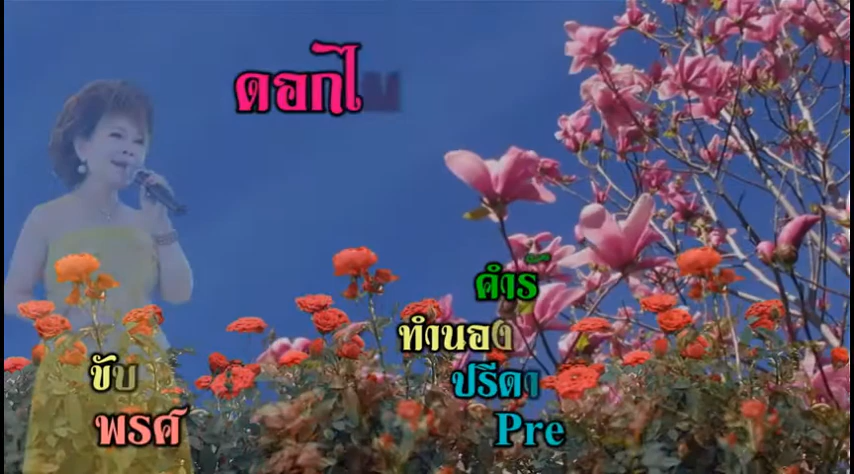 ดอกไ
คำร้
ทำนอง
ขับ
ปรีดา
พรศ
Pre